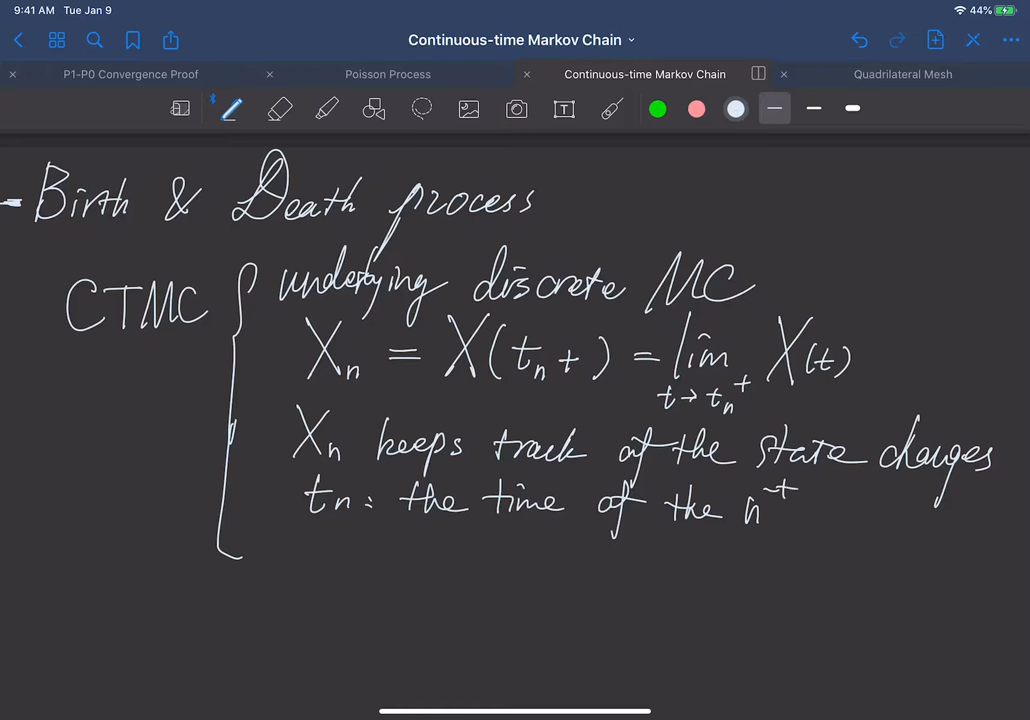 9:41 AM Tue Jan 9
44%
Continuous-time Markov Chain
P1-P0 Convergence Proof
Poisson Process
Continuous-time Markov Chain
Quadrilateral Mesh
- Birth & Death process
CTMC { underlying discrete MC
Xₙ = X(tₙ+) = lim_{t→tₙ⁺} X(t)
Xₙ keeps track of the state changes
tₙ: the time of the n